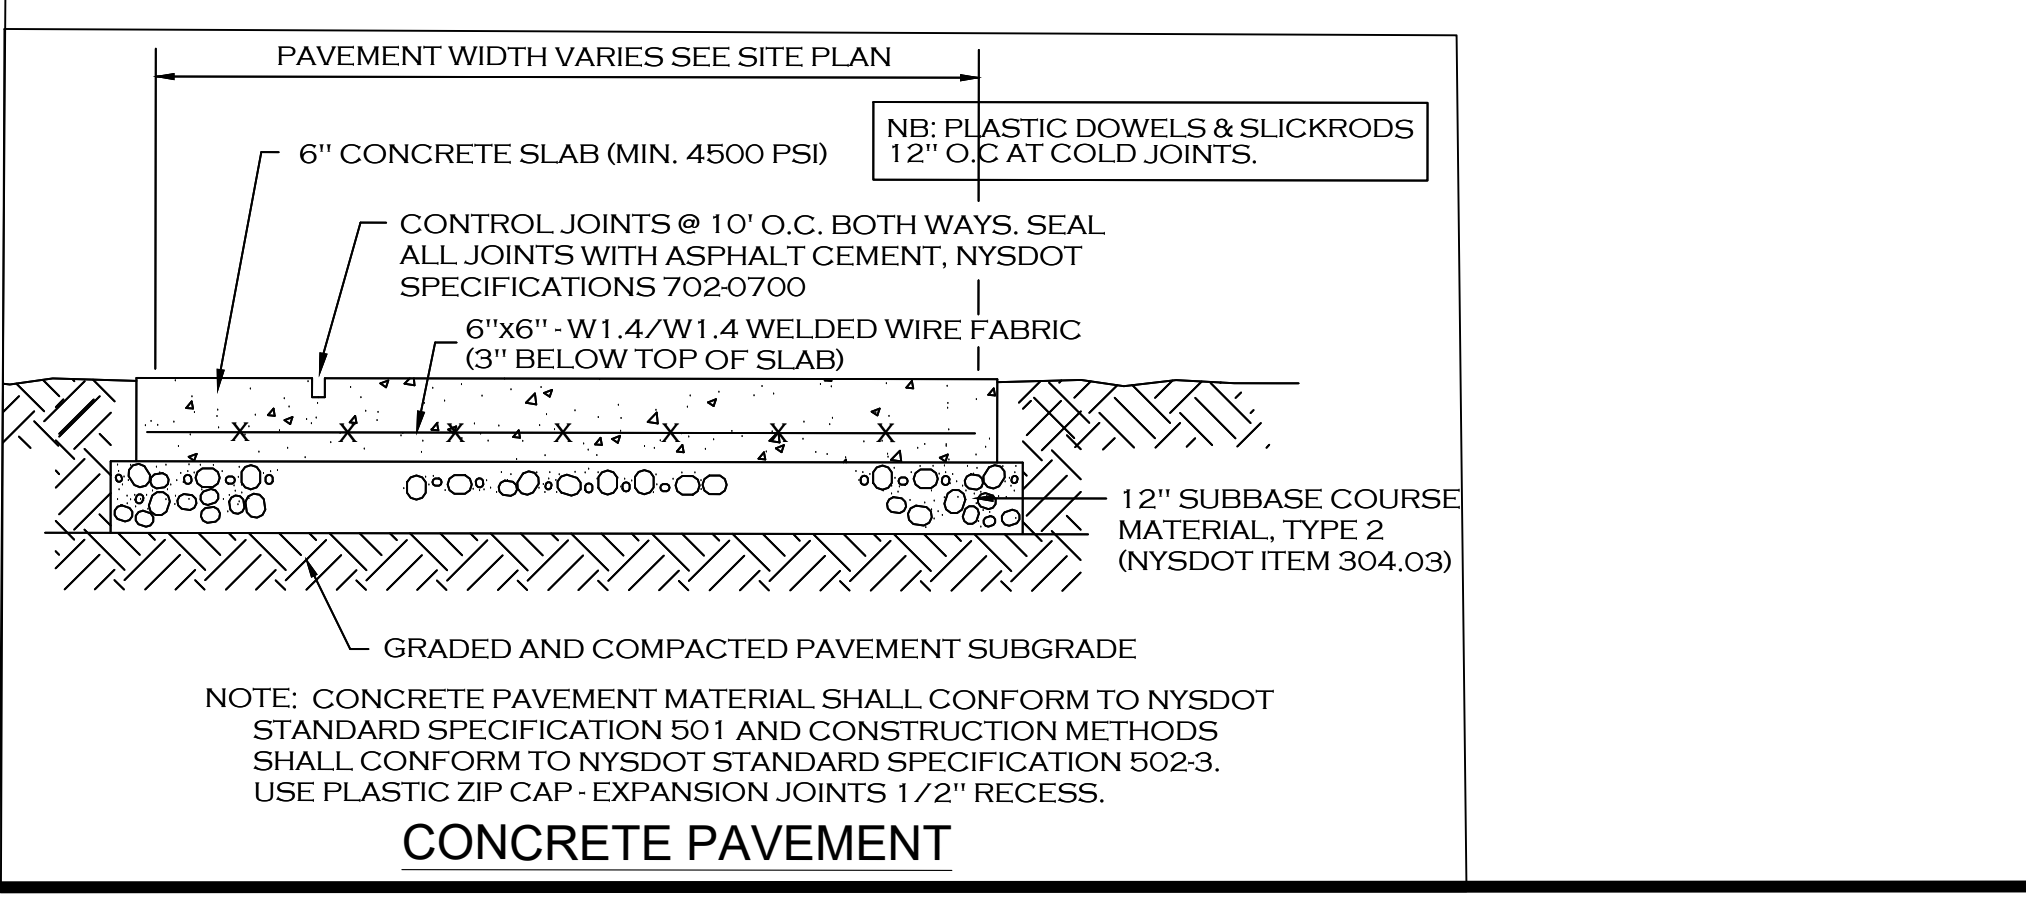 PAVEMENT WIDTH VARIES SEE SITE PLAN
NB: PLASTIC DOWELS & SLICKRODS
12" O.C AT COLD JOINTS.
6" CONCRETE SLAB (MIN. 4500 PSI)
CONTROL JOINTS @ 10' O.C. BOTH WAYS. SEAL
ALL JOINTS WITH ASPHALT CEMENT, NYSDOT
SPECIFICATIONS 702-0700
6"x6" - W1.4/W1.4 WELDED WIRE FABRIC
(3" BELOW TOP OF SLAB)
X X X X X X X
12" SUBBASE COURSE
MATERIAL, TYPE 2
(NYSDOT ITEM 304.03)
GRADED AND COMPACTED PAVEMENT SUBGRADE
NOTE: CONCRETE PAVEMENT MATERIAL SHALL CONFORM TO NYSDOT
STANDARD SPECIFICATION 501 AND CONSTRUCTION METHODS
SHALL CONFORM TO NYSDOT STANDARD SPECIFICATION 502-3.
USE PLASTIC ZIP CAP - EXPANSION JOINTS 1/2" RECESS.
CONCRETE PAVEMENT